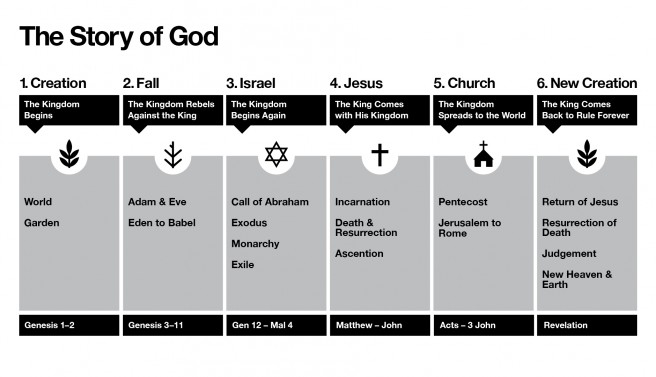 The Story of God
1. Creation
The Kingdom
Begins
World
Garden
Genesis 1–2
2. Fall
The Kingdom Rebels
Against the King
Adam & Eve
Eden to Babel
Genesis 3–11
3. Israel
The Kingdom
Begins Again
Call of Abraham
Exodus
Monarchy
Exile
Gen 12 – Mal 4
4. Jesus
The King Comes
with His Kingdom
Incarnation
Death &
Resurrection
Ascention
Matthew – John
5. Church
The Kingdom
Spreads to the World
Pentecost
Jerusalem to
Rome
Acts – 3 John
6. New Creation
The King Comes
Back to Rule Forever
Return of Jesus
Resurrection of
Death
Judgement
New Heaven &
Earth
Revelation